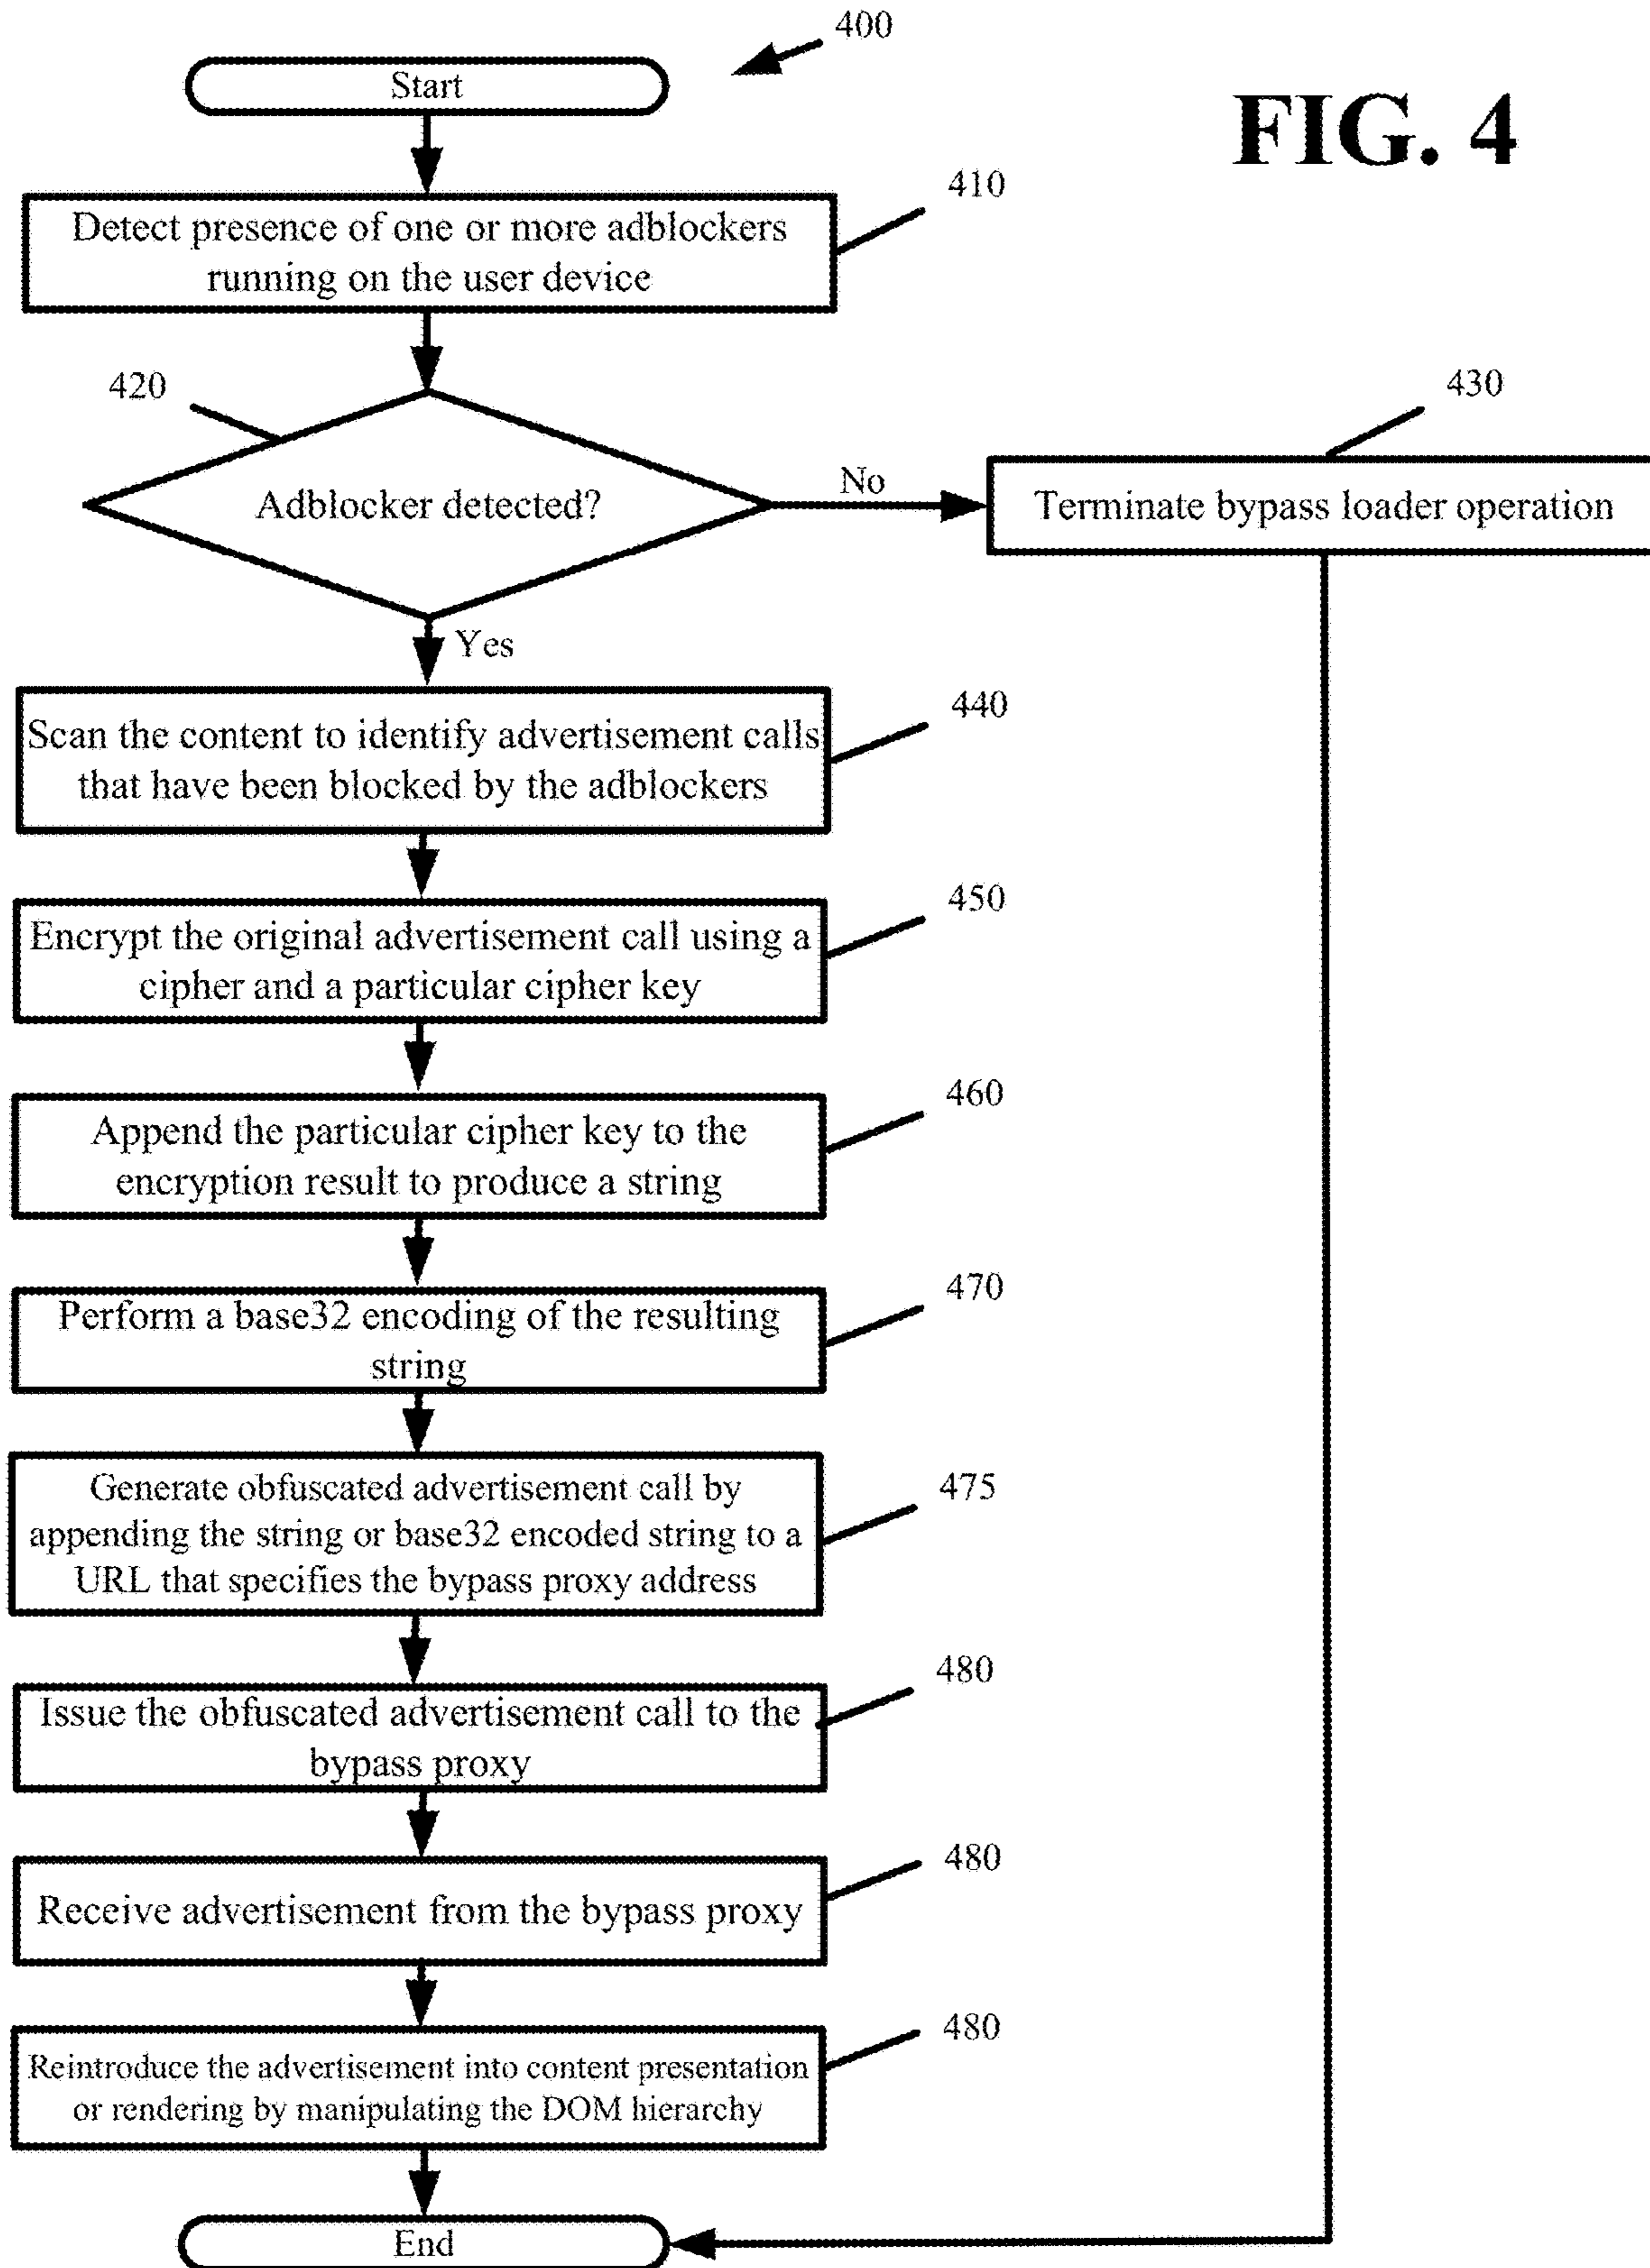 400
Start
FIG. 4
410
Detect presence of one or more adblockers
running on the user device
420
430
Adblocker detected?
No
Terminate bypass loader operation
Yes
440
Scan the content to identify advertisement calls
that have been blocked by the adblockers
450
Encrypt the original advertisement call using a
cipher and a particular cipher key
460
Append the particular cipher key to the
encryption result to produce a string
470
Perform a base32 encoding of the resulting
string
475
Generate obfuscated advertisement call by
appending the string or base32 encoded string to a
URL that specifies the bypass proxy address
480
Issue the obfuscated advertisement call to the
bypass proxy
480
Receive advertisement from the bypass proxy
480
Reintroduce the advertisement into content presentation
or rendering by manipulating the DOM hierarchy
End